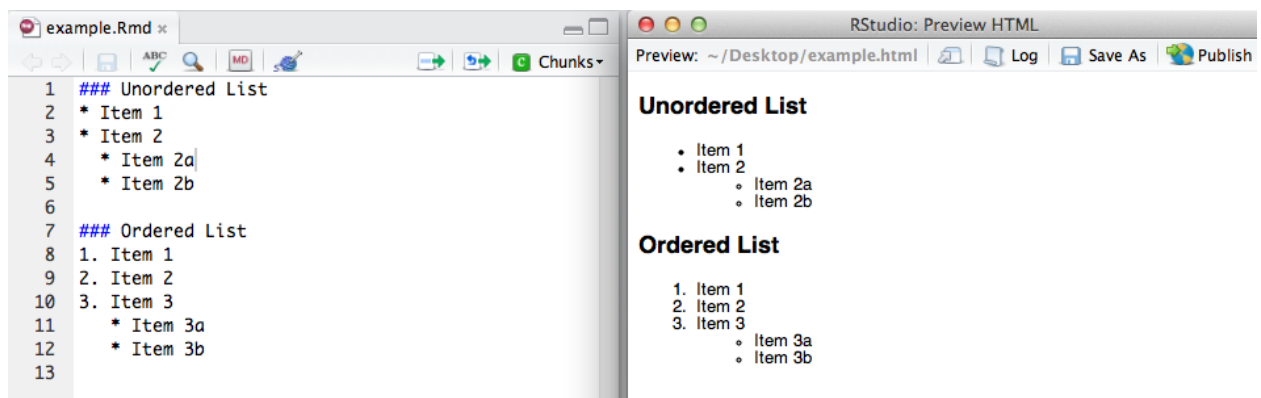 example.Rmd ×
ABC MD C Chunks
1 ### Unordered List
2 * Item 1
3 * Item 2
4   * Item 2a
5   * Item 2b
6
7 ### Ordered List
8 1. Item 1
9 2. Item 2
10 3. Item 3
11    * Item 3a
12    * Item 3b
13
RStudio: Preview HTML
Preview: ~/Desktop/example.html Log Save As Publish
Unordered List
• Item 1
• Item 2
◦ Item 2a
◦ Item 2b
Ordered List
1. Item 1
2. Item 2
3. Item 3
◦ Item 3a
◦ Item 3b